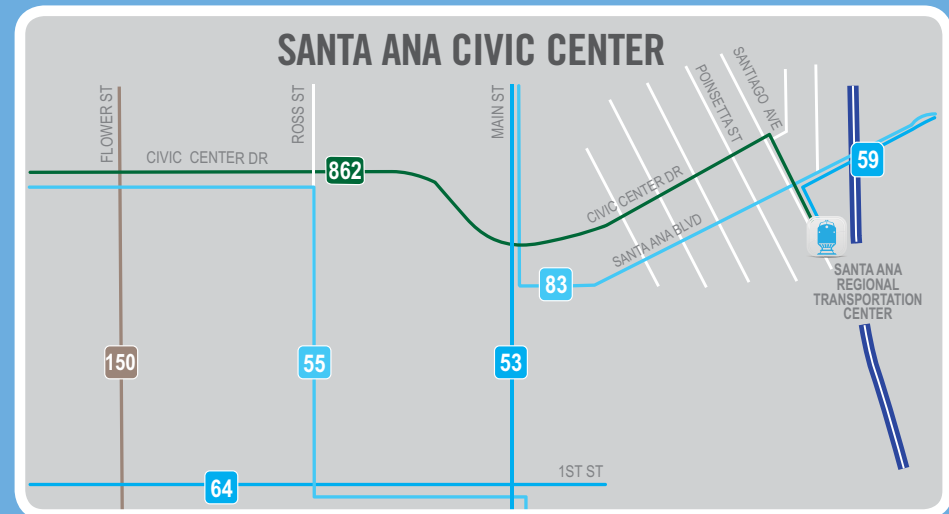 SANTA ANA CIVIC CENTER
FLOWER ST
ROSS ST
MAIN ST
POINSETTA ST
SANTIAGO AVE
CIVIC CENTER DR
862
CIVIC CENTER DR
59
SANTA ANA BLVD
83
SANTA ANA
REGIONAL
TRANSPORTATION
CENTER
150
55
53
1ST ST
64